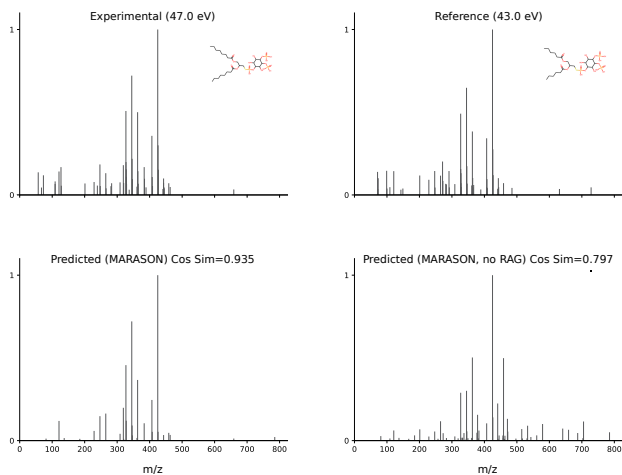 Experimental (47.0 eV)
1
0
Reference (43.0 eV)
1
0
Predicted (MARASON) Cos Sim=0.935
1
0
0 100 200 300 400 500 600 700 800
m/z
Predicted (MARASON, no RAG) Cos Sim=0.797
1
0
0 100 200 300 400 500 600 700 800
m/z